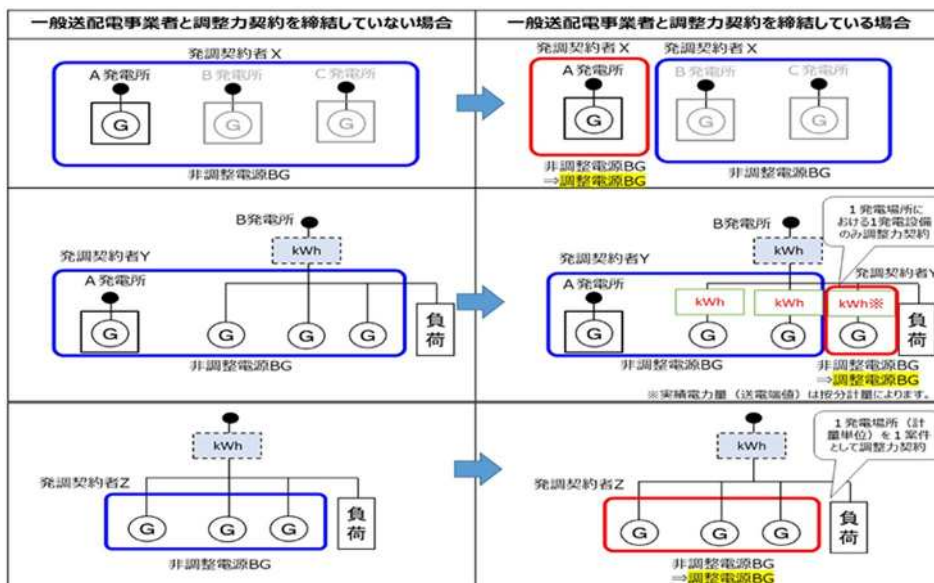 一般送配電事業者と調整力契約を締結していない場合
一般送配電事業者と調整力契約を締結している場合
発調契約者X
A発電所
B発電所
C発電所
G
G
G
非調整電源BG
発調契約者X
発調契約者X
A発電所
B発電所
C発電所
G
G
G
非調整電源BG
⇒調整電源BG
非調整電源BG
B発電所
kWh
発調契約者Y
A発電所
G
G
G
G
負荷
非調整電源BG
B発電所
kWh
1発電場所に
おける1発電設備
のみ調整力契約
発調契約者Y
発調契約者Y
A発電所
kWh
kWh
kWh※
G
G
G
G
負荷
非調整電源BG
非調整電源BG
⇒調整電源BG
※実績電力量（送電端値）は按分計量によります。
kWh
発調契約者Z
G
G
G
負荷
非調整電源BG
kWh
1発電場所（計
量単位）を1案件
として調整力契約
発調契約者Z
G
G
G
負荷
非調整電源BG
⇒調整電源BG